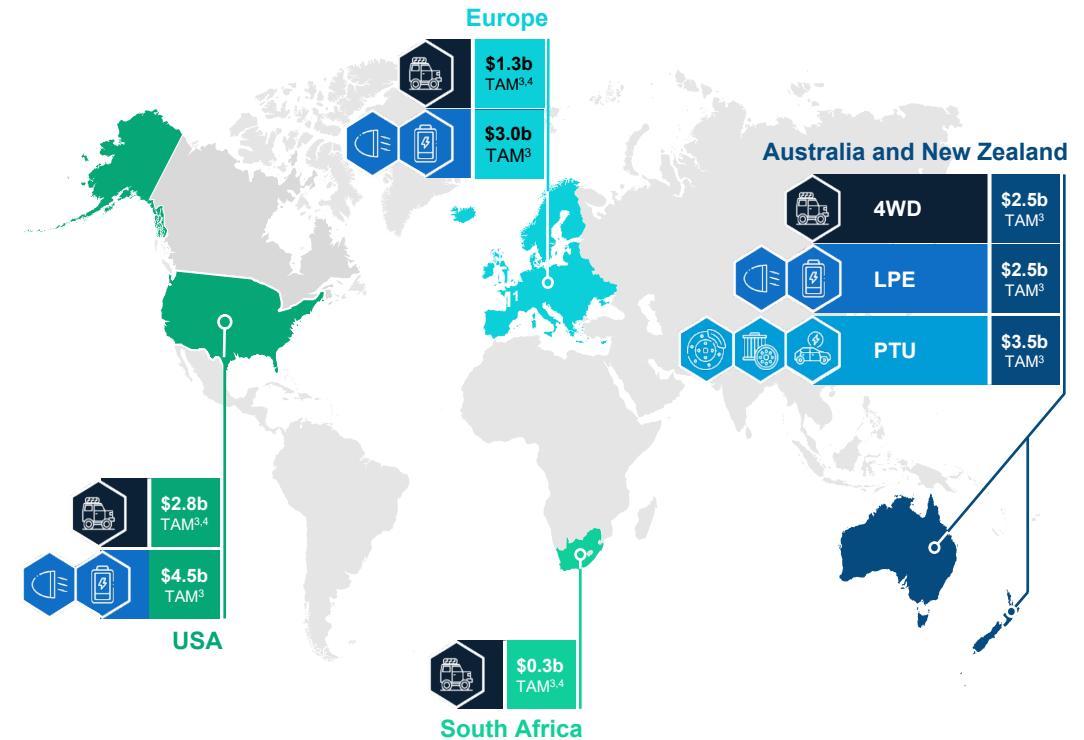 Europe
$1.3b
TAM3,4
$3.0b
TAM3
Australia and New Zealand
4WD
$2.5b
TAM3
LPE
$2.5b
TAM3
PTU
$3.5b
TAM3
1
$2.8b
TAM3,4
$4.5b
TAM3
USA
$0.3b
TAM3,4
South Africa